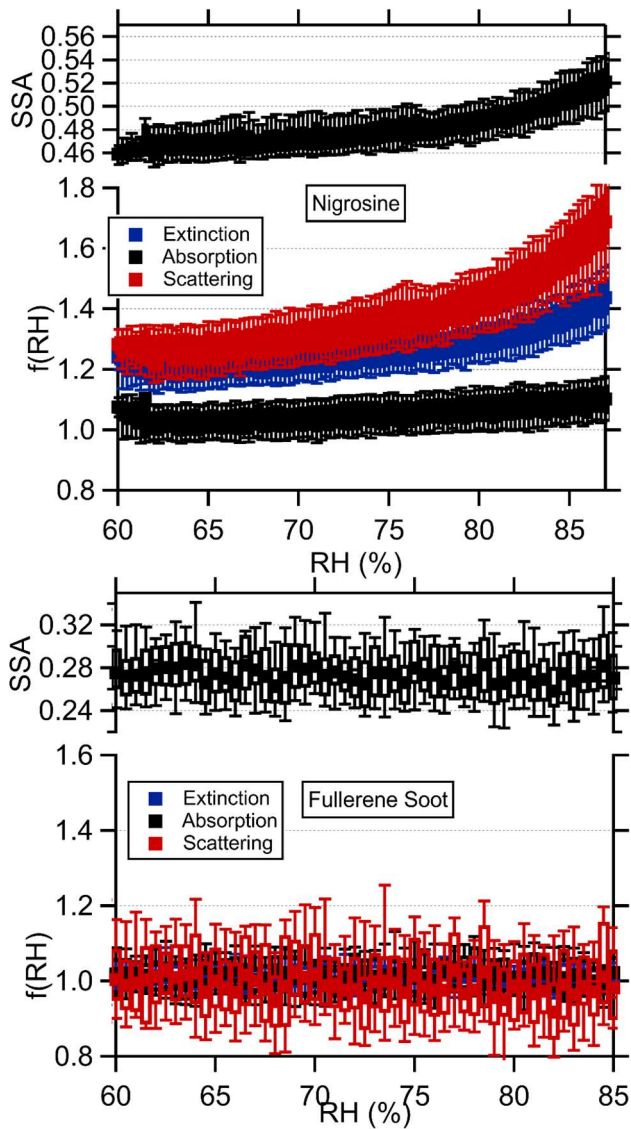 0.56
0.54
0.52
0.50
0.48
0.46
SSA
1.8
1.6
1.4
1.2
1.0
0.8
f(RH)
Nigrosine
Extinction
Absorption
Scattering
60 65 70 75 80 85
RH (%)
0.32
0.28
0.24
SSA
1.6
1.4
1.2
1.0
0.8
f(RH)
Extinction
Absorption
Scattering
Fullerene Soot
60 65 70 75 80 85
RH (%)